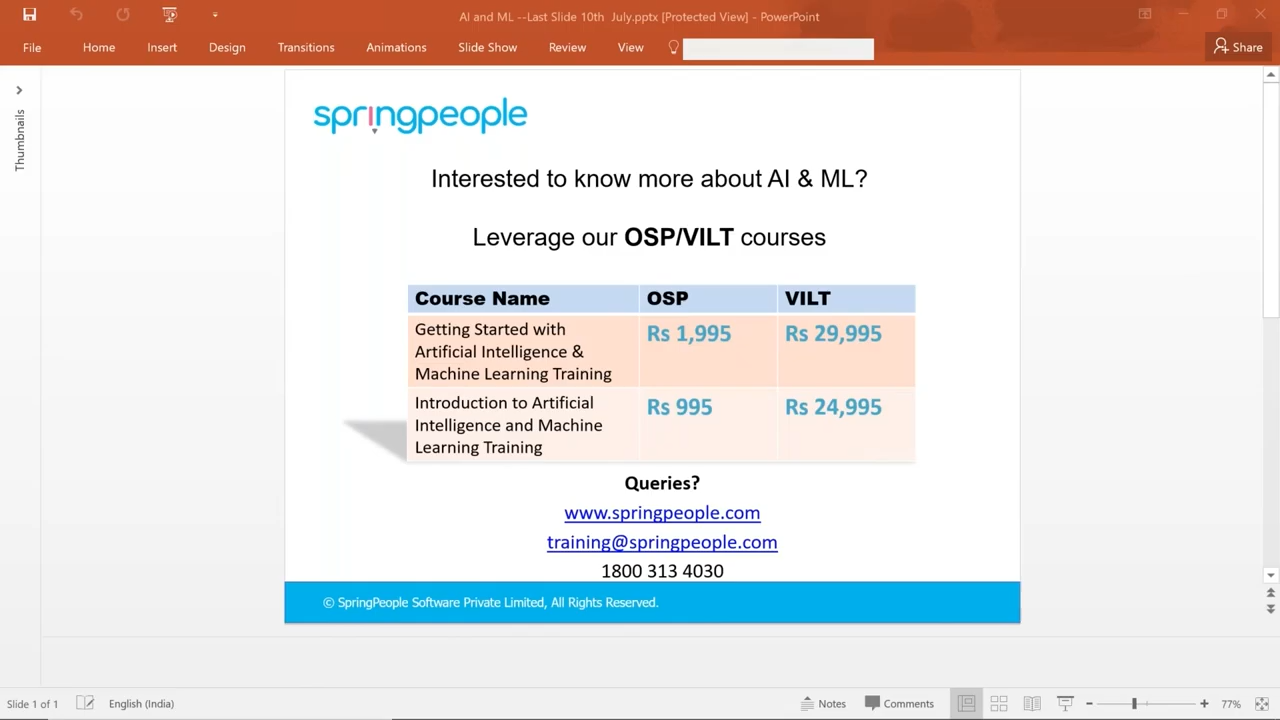 AI and ML --Last Slide 10th  July.pptx [Protected View] - PowerPoint
File Home Insert Design Transitions Animations Slide Show Review View Share
Thumbnails
springpeople
Interested to know more about AI & ML?
Leverage our OSP/VILT courses
Course Name OSP VILT
Getting Started with Rs 1,995 Rs 29,995
Artificial Intelligence &
Machine Learning Training
Introduction to Artificial Rs 995 Rs 24,995
Intelligence and Machine
Learning Training
Queries?
www.springpeople.com
training@springpeople.com
1800 313 4030
© SpringPeople Software Private Limited, All Rights Reserved.
Slide 1 of 1 English (India) Notes Comments 77%